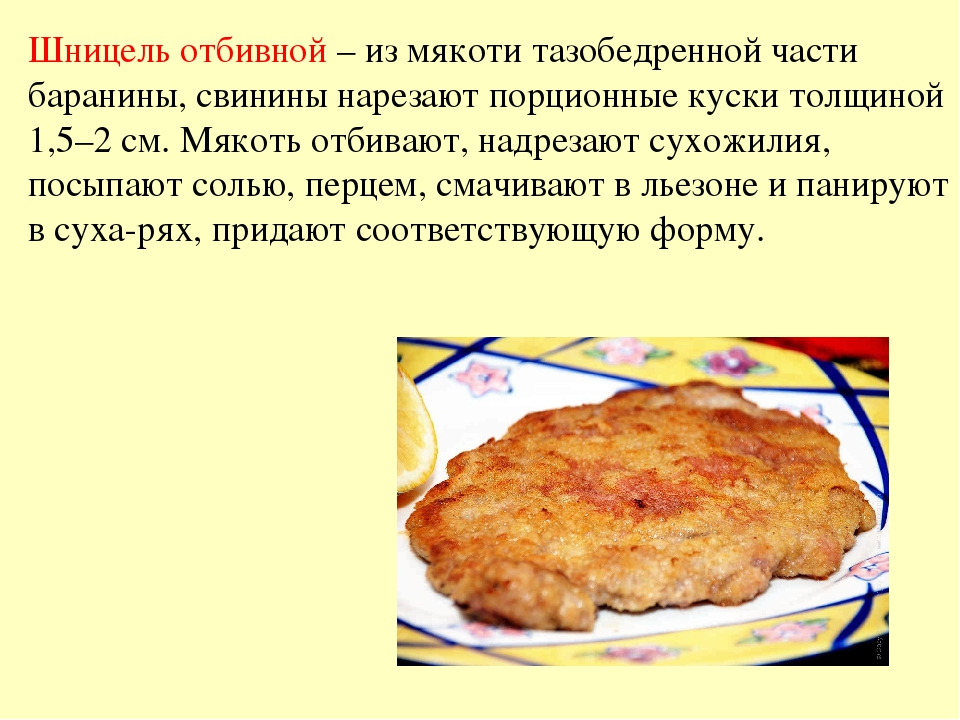 Шницель отбивной – из мякоти тазобедренной части
баранины, свинины нарезают порционные куски толщиной
1,5–2 см. Мякоть отбивают, надрезают сухожилия,
посыпают солью, перцем, смачивают в льезоне и панируют
в суха-рях, придают соответствующую форму.